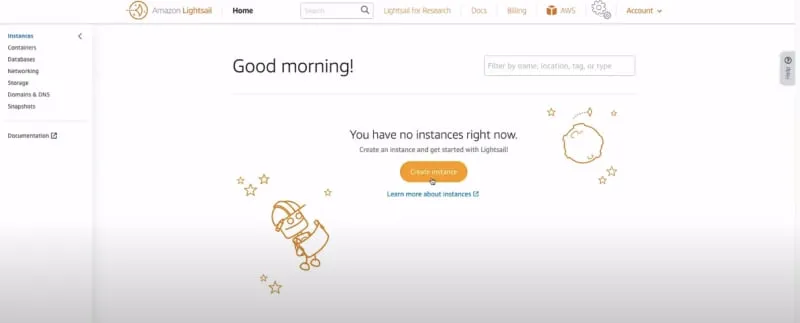 Amazon Lightsail
Home
Search
Lightsail for Research
Docs
Billing
AWS
Account
Instances
Containers
Databases
Networking
Storage
Domains & DNS
Snapshots
Documentation
Good morning!
Filter by name, location, tag, or type
Help
You have no instances right now.
Create an instance and get started with Lightsail!
Create instance
Learn more about instances